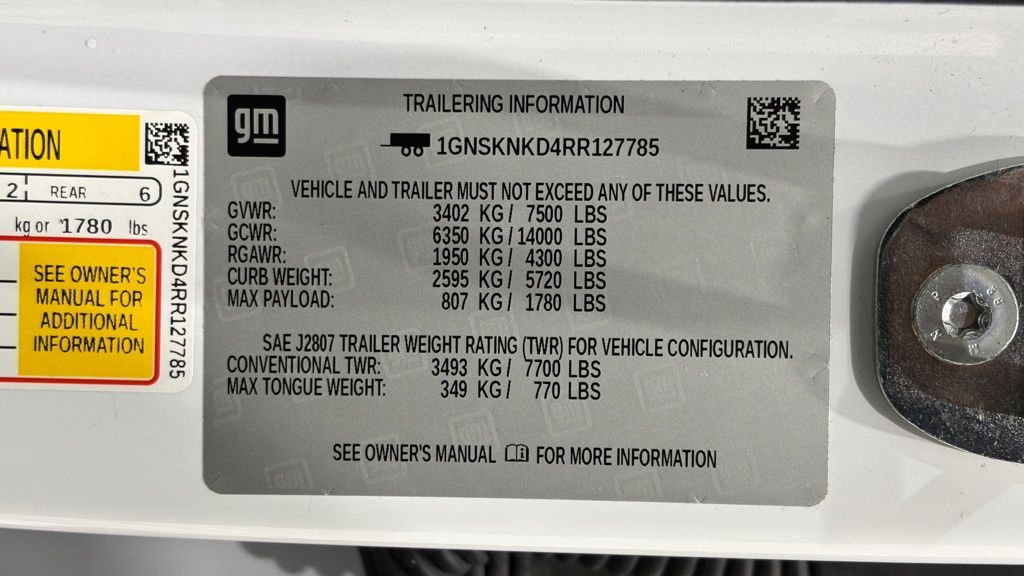 ATION
2 REAR 6
kg or 1780 lbs
SEE OWNER'S
MANUAL FOR
ADDITIONAL
INFORMATION
1GNSKNKD4RR127785
gm
TRAILERING INFORMATION
1GNSKNKD4RR127785
VEHICLE AND TRAILER MUST NOT EXCEED ANY OF THESE VALUES.
GVWR: 3402 KG / 7500 LBS
GCWR: 6350 KG / 14000 LBS
RGAWR: 1950 KG / 4300 LBS
CURB WEIGHT: 2595 KG / 5720 LBS
MAX PAYLOAD: 807 KG / 1780 LBS
SAE J2807 TRAILER WEIGHT RATING (TWR) FOR VEHICLE CONFIGURATION.
CONVENTIONAL TWR: 3493 KG / 7700 LBS
MAX TONGUE WEIGHT: 349 KG / 770 LBS
SEE OWNER'S MANUAL FOR MORE INFORMATION